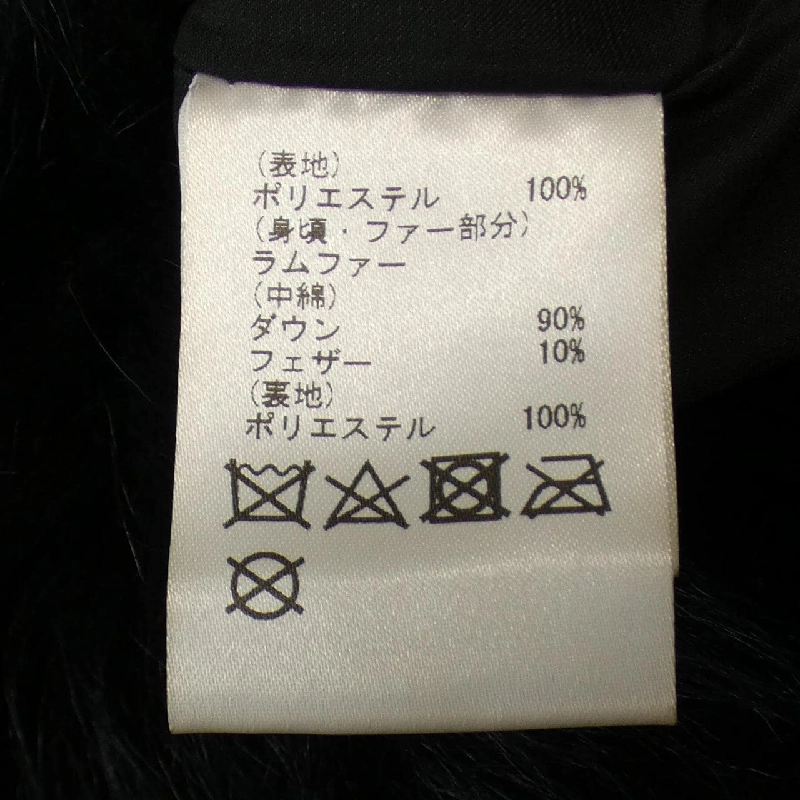 (表地)
ポリエステル 100%
(身頃・ファー部分)
ラムファー
(中綿)
ダウン 90%
フェザー 10%
(裏地)
ポリエステル 100%